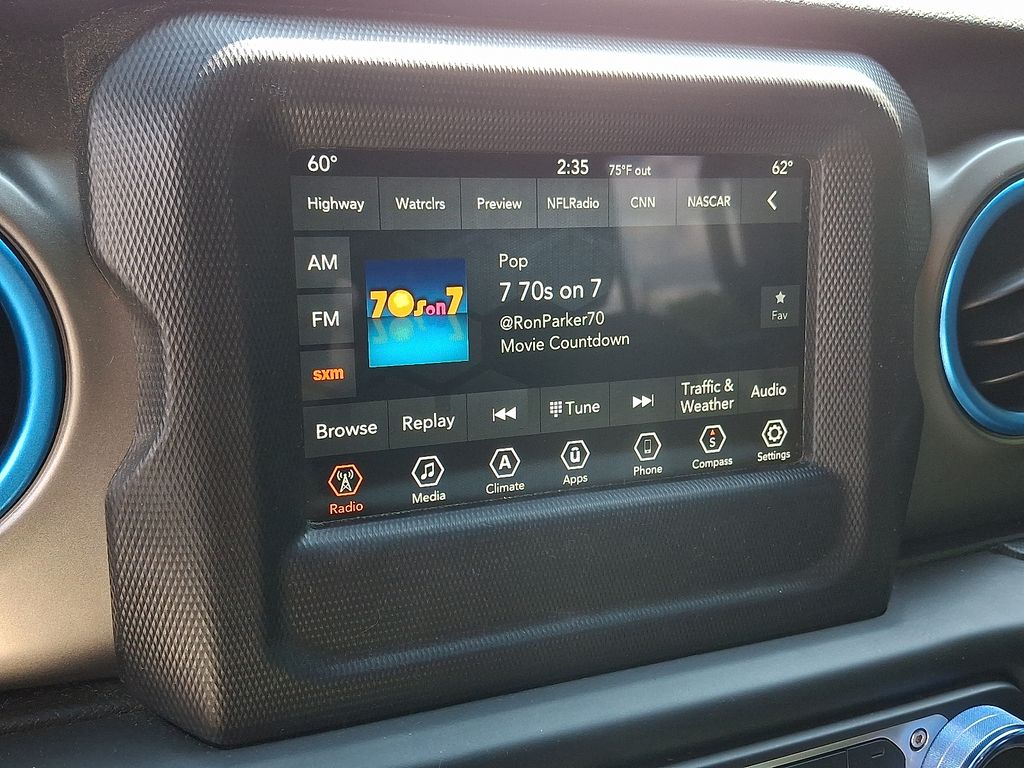 60° 2:35 75°F out 62°
Highway Watrclrs Preview NFLRadio CNN NASCAR
AM
FM
sxm
70s on 7
Pop
7 70s on 7
@RonParker70
Movie Countdown
Fav
Browse Replay Tune Traffic & Weather Audio
A
S
Radio Media Climate Apps Phone Compass Settings